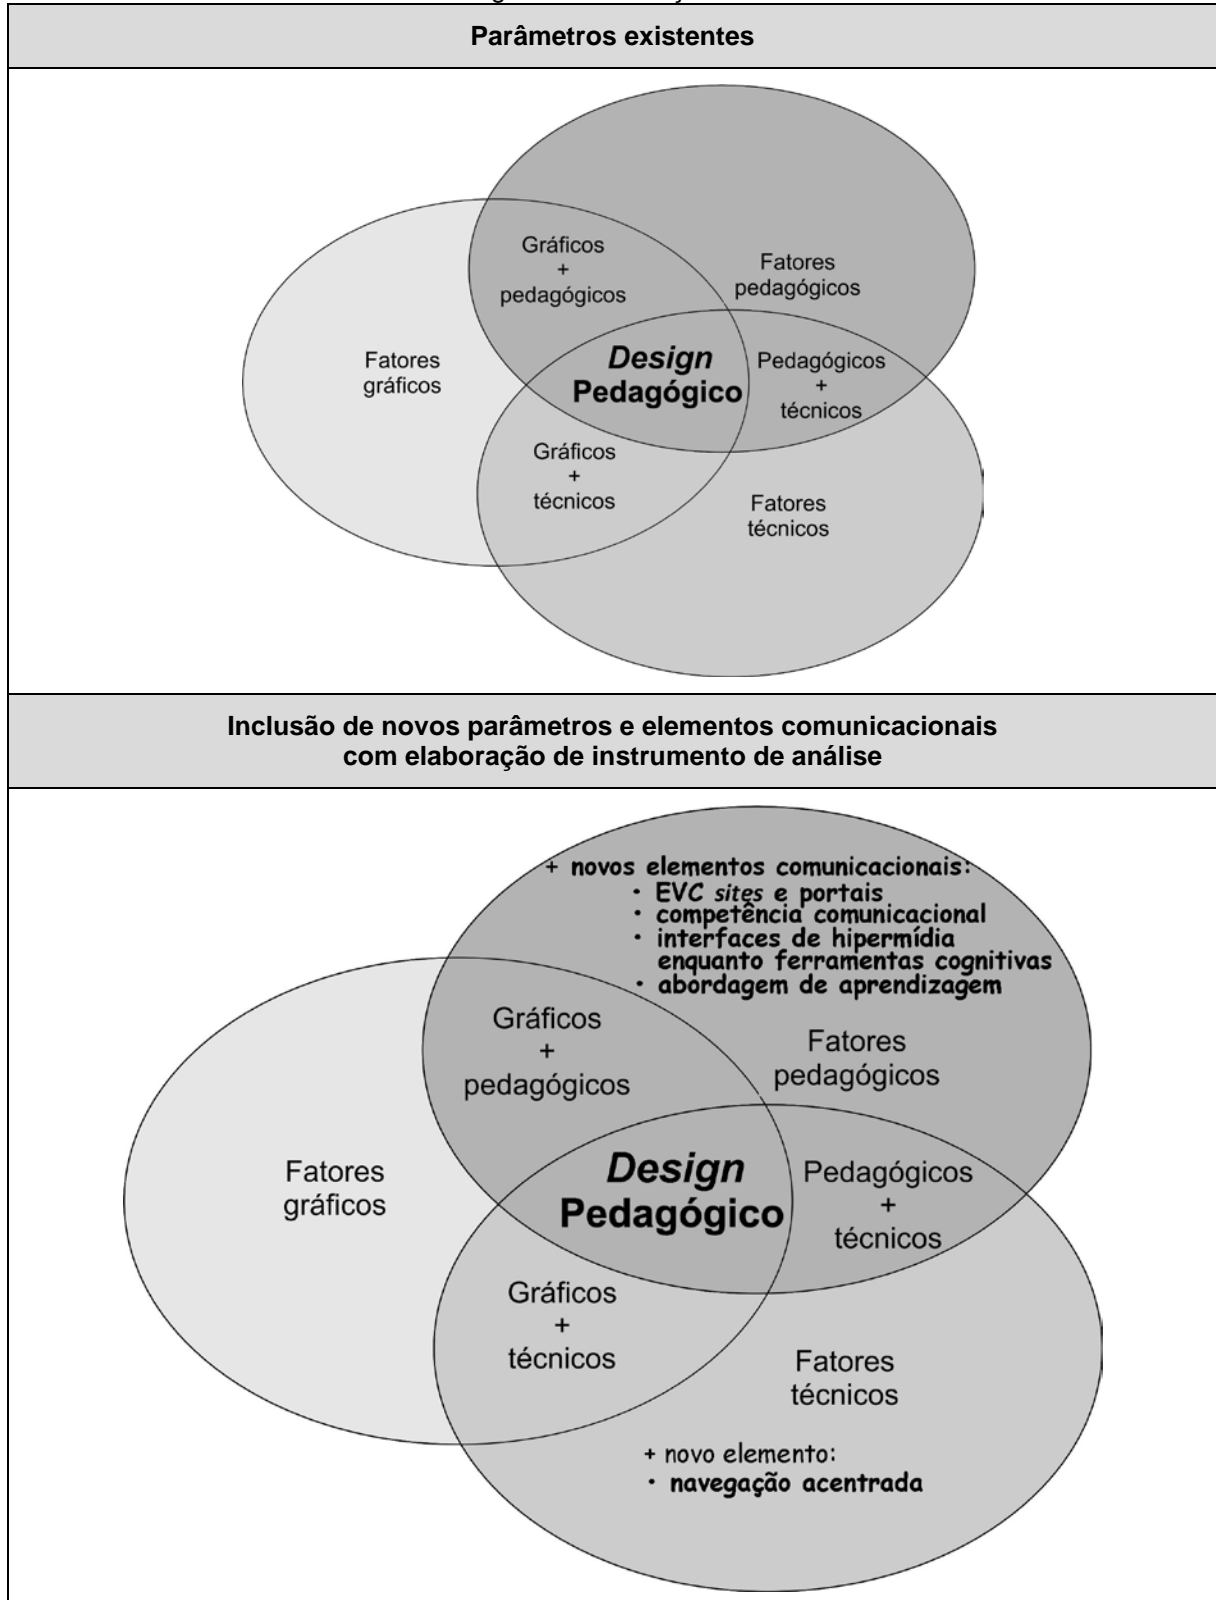 Parâmetros existentes
Gráficos
+
pedagógicos
Fatores
pedagógicos
Fatores
gráficos
Design
Pedagógico
Pedagógicos
+
técnicos
Gráficos
+
técnicos
Fatores
técnicos
Inclusão de novos parâmetros e elementos comunicacionais
com elaboração de instrumento de análise
+ novos elementos comunicacionais:
• EVC sites e portais
• competência comunicacional
• interfaces de hipermídia
enquanto ferramentas cognitivas
• abordagem de aprendizagem
Gráficos
+
pedagógicos
Fatores
pedagógicos
Fatores
gráficos
Design
Pedagógico
Pedagógicos
+
técnicos
Gráficos
+
técnicos
Fatores
técnicos
+ novo elemento:
• navegação acentrada